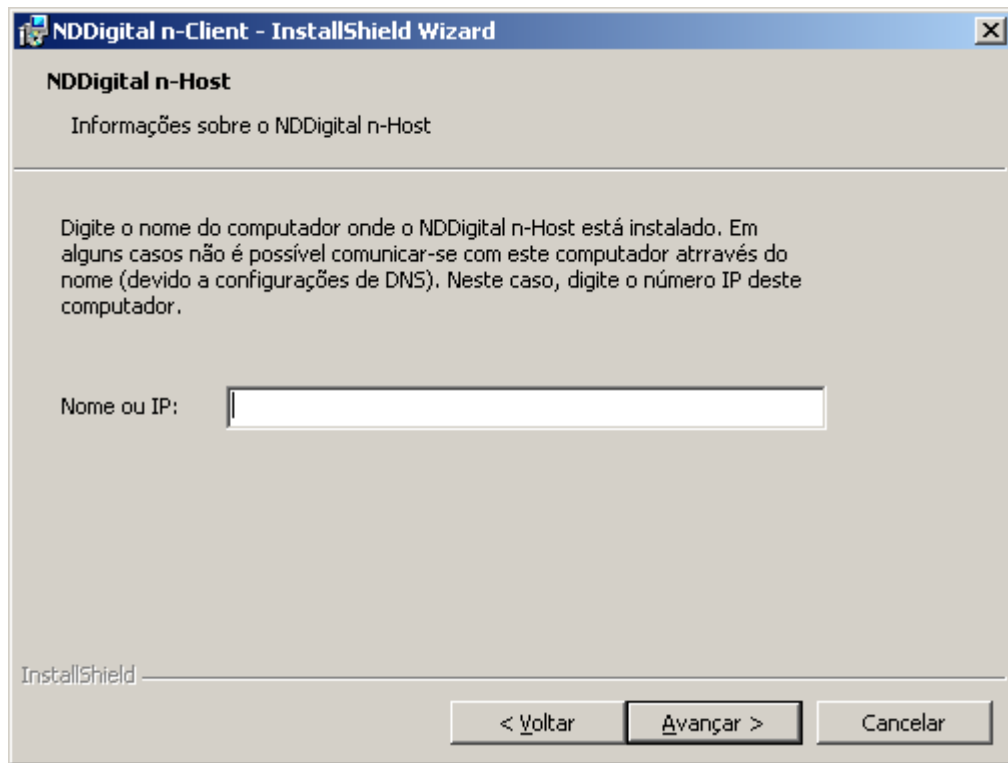 NDDigital n-Client - InstallShield Wizard
NDDigital n-Host
Informações sobre o NDDigital n-Host
Digite o nome do computador onde o NDDigital n-Host está instalado. Em
alguns casos não é possível comunicar-se com este computador atrravés do
nome (devido a configurações de DNS). Neste caso, digite o número IP deste
computador.
Nome ou IP:
InstallShield
< Voltar
Avançar >
Cancelar